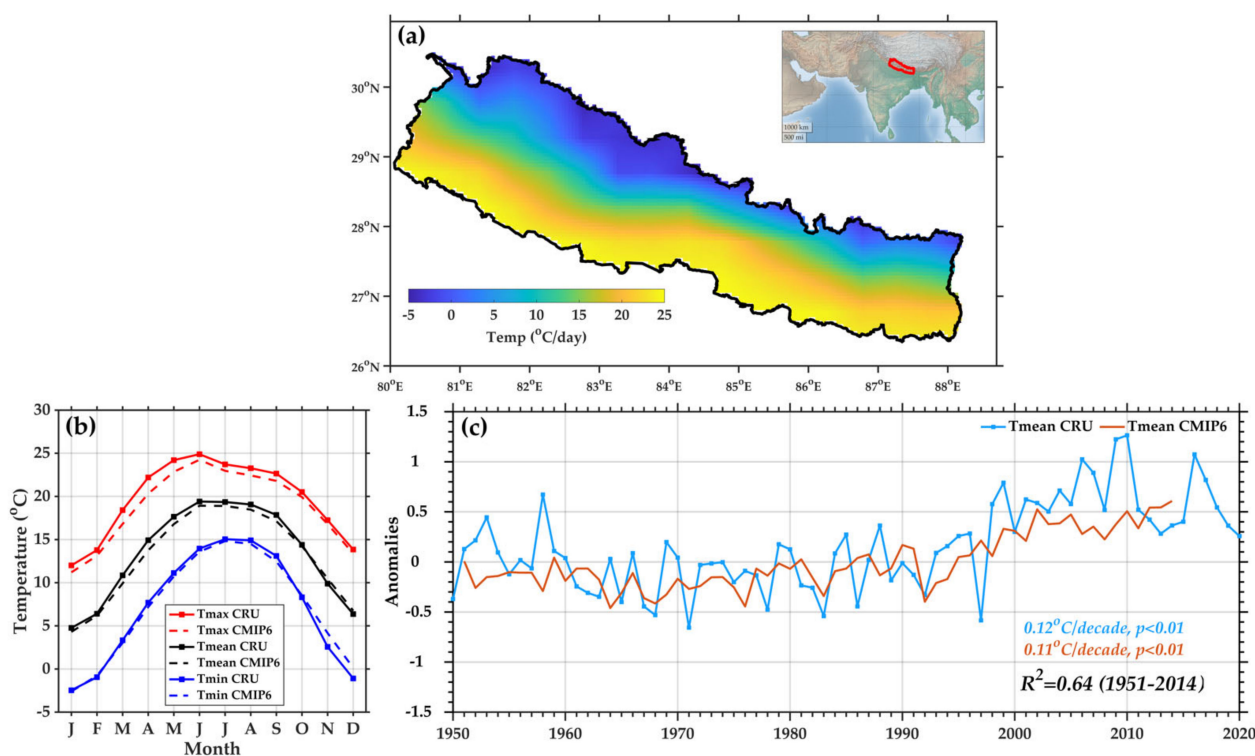 (a)
30°N
29°N
28°N
27°N
26°N
1000 km
500 mi
-5 0 5 10 15 20 25
Temp (°C/day)
80°E 81°E 82°E 83°E 84°E 85°E 86°E 87°E 88°E
(b)
Temperature (°C)
30
25
20
15
10
5
0
-5
Tmax CRU
Tmax CMIP6
Tmean CRU
Tmean CMIP6
Tmin CRU
Tmin CMIP6
J F M A M J J A S O N D
Month
(c)
Anomalies
1.5
1
0.5
0
-0.5
-1
-1.5
Tmean CRU Tmean CMIP6
0.12°C/decade, p<0.01
0.11°C/decade, p<0.01
R²=0.64 (1951-2014)
1950 1960 1970 1980 1990 2000 2010 2020